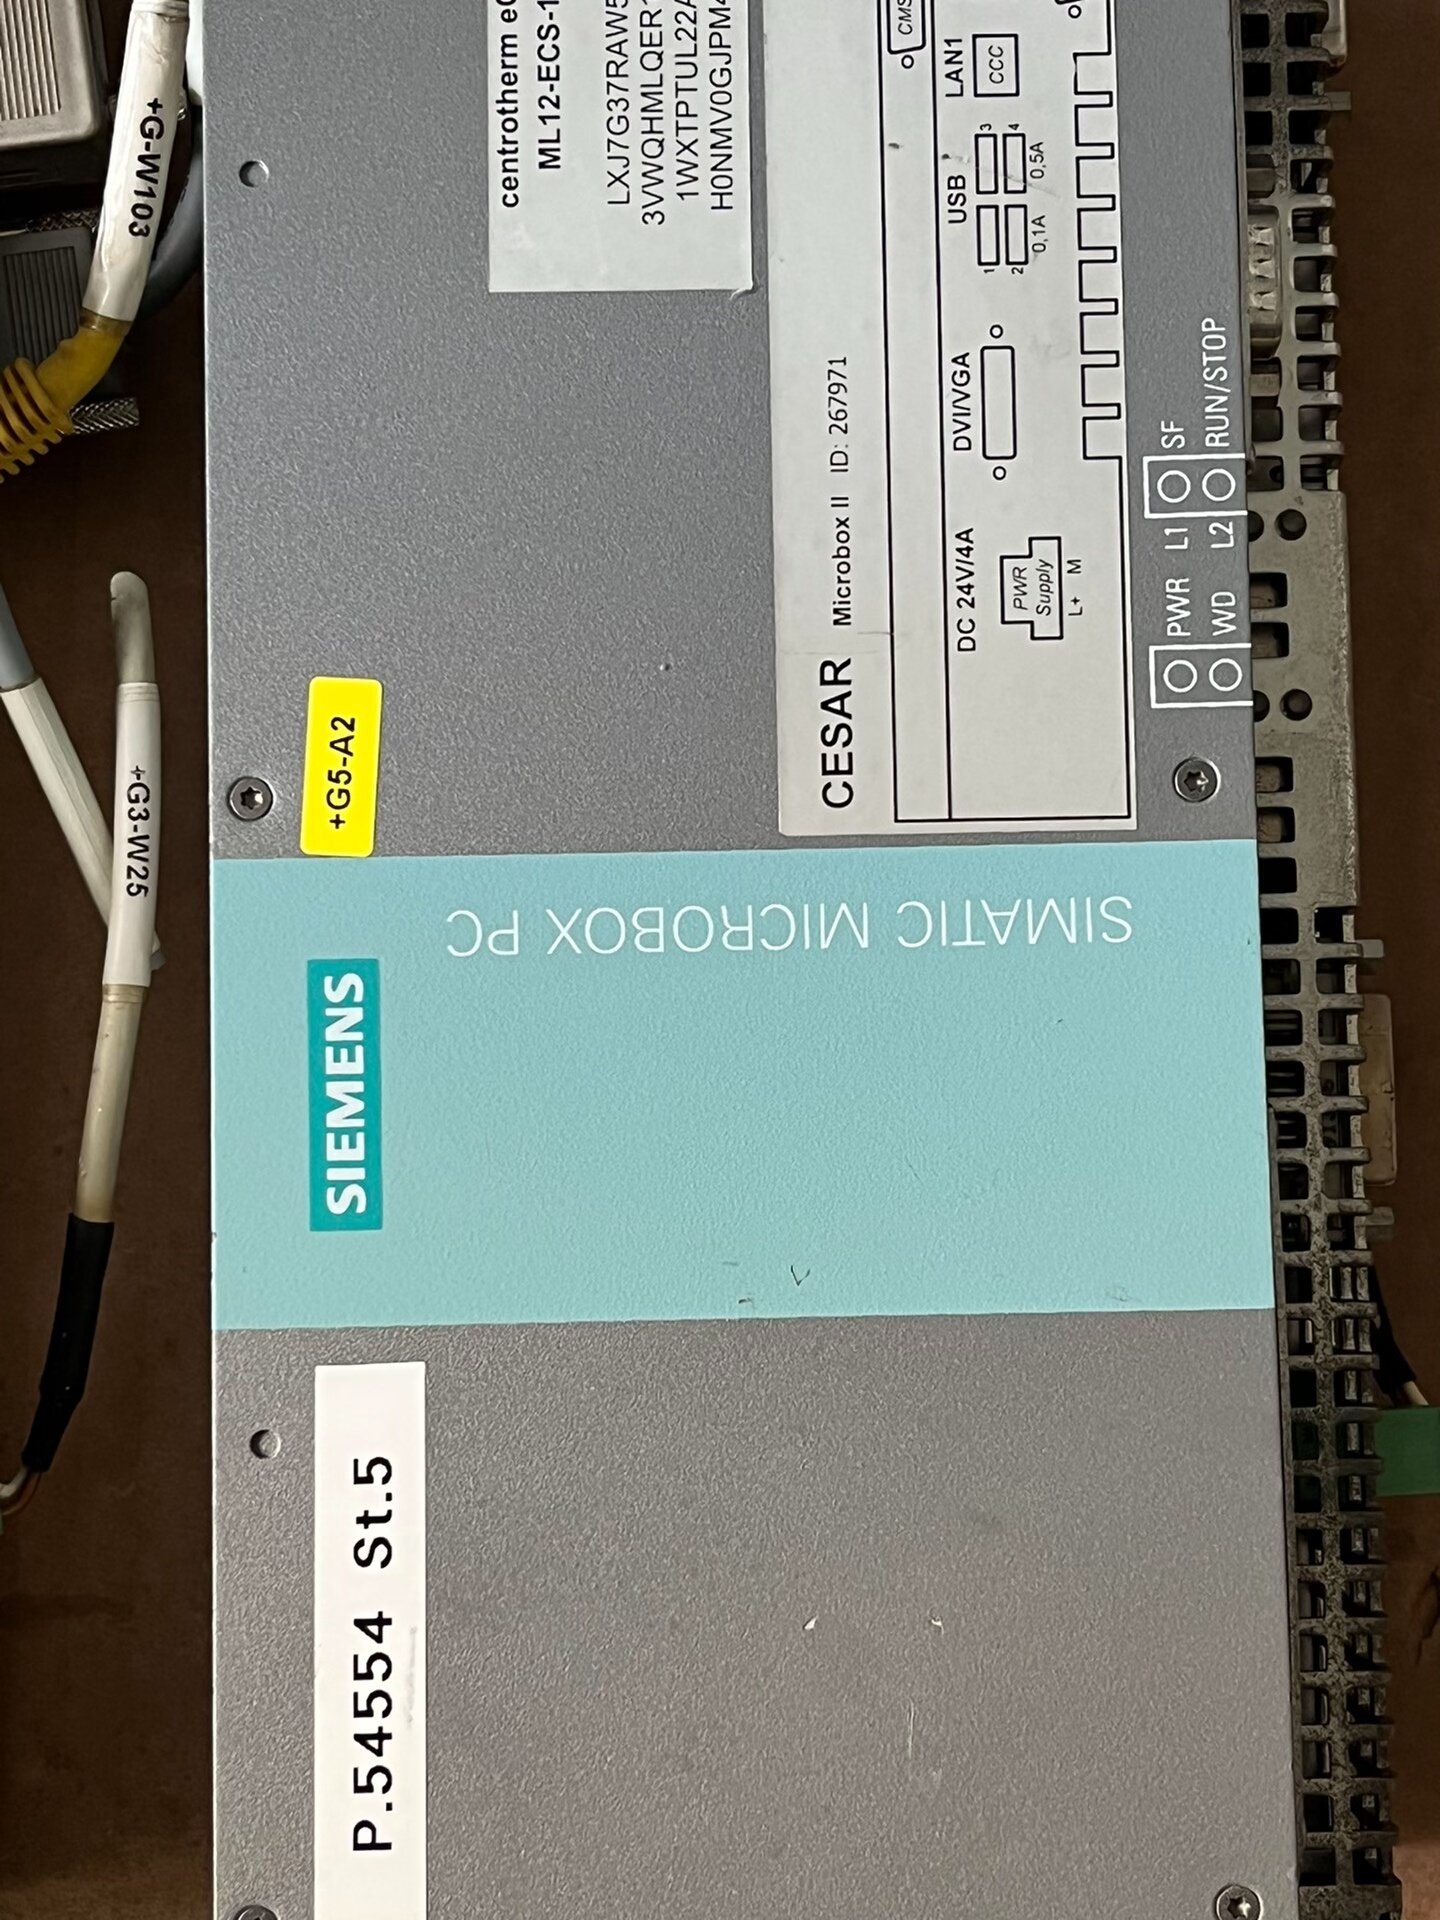 +G-W103
+G3-W25
centrotherm
ML12-ECS-1
LXJ7G37RAW5
3VWQHMLQER
1WXTPTUL22A
H0NMV0GJPM4
+G5-A2
CESAR Microbox II ID: 267971
CMS
DC 24V/4A DVI/VGA USB LAN1
PWR
Supply
L+ M
1 3
2 4
0,1A 0,5A
CCC
PWR L1 SF
WD L2 RUN/STOP
SIEMENS
SIMATIC MICROBOX PC
P.54554 St.5